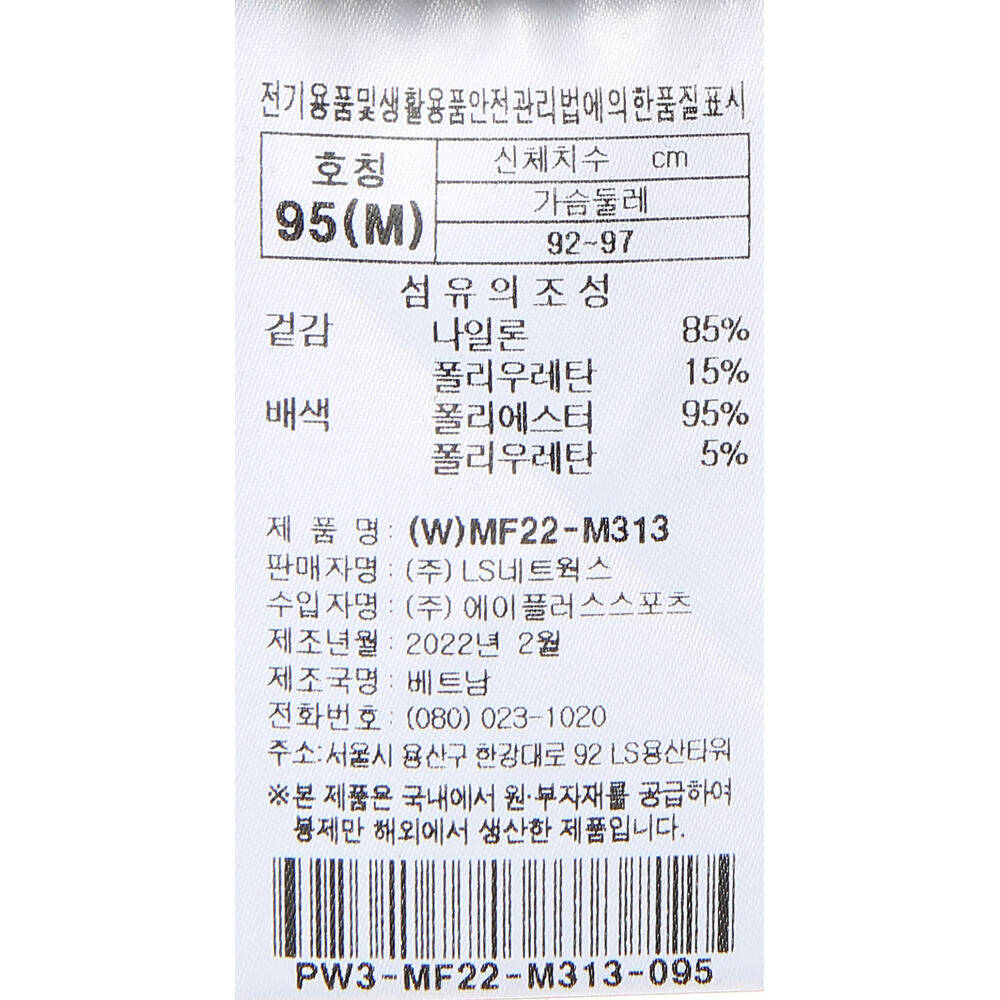 전기용품및생활용품안전관리법에의한품질표시
호칭
95(M)
신체치수 cm
가슴둘레
92~97
섬유의조성
겉감 나일론 85%
폴리우레탄 15%
배색 폴리에스터 95%
폴리우레탄 5%
제 품 명 : (W)MF22-M313
판매자명 : (주) LS네트웍스
수입자명 : (주) 에이플러스스포츠
제조년월 : 2022년 2월
제조국명 : 베트남
전화번호 : (080) 023-1020
주소:서울시 용산구 한강대로 92 LS용산타워
※본 제품은 국내에서 원·부자재를 공급하여
봉제만 해외에서 생산한 제품입니다.
PW3-MF22-M313-095